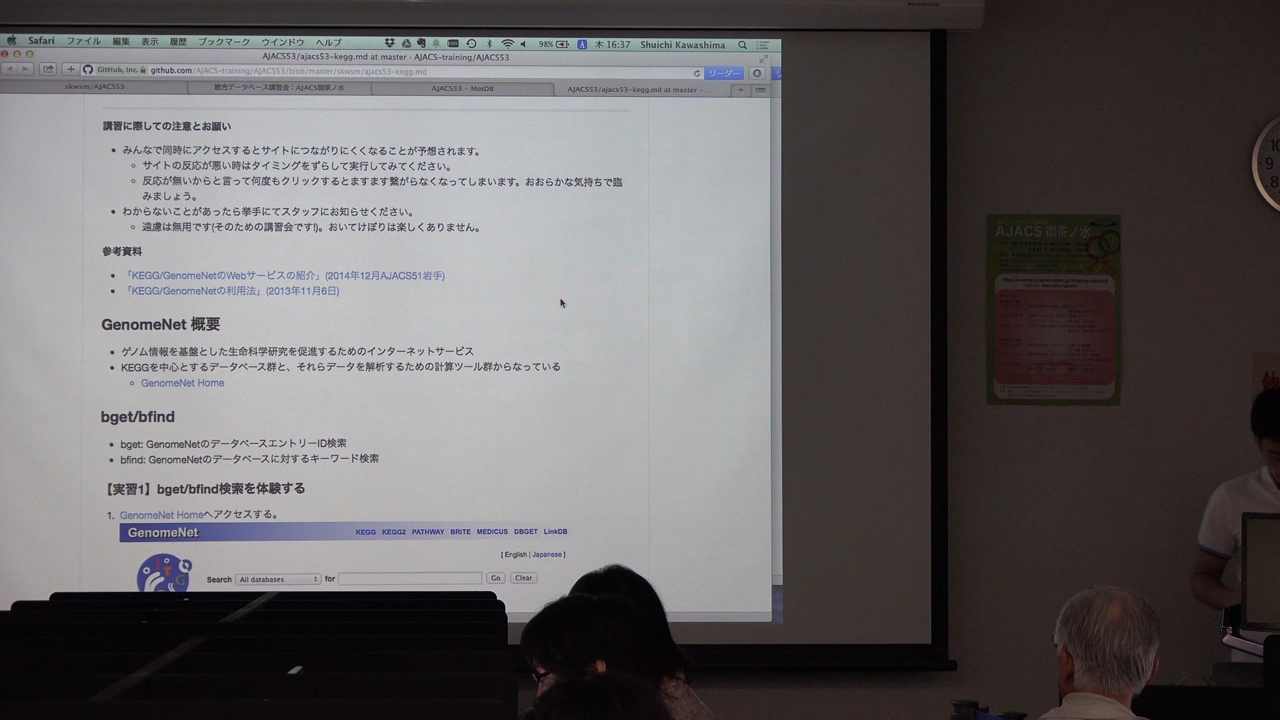 Safari ファイル 編集 表示 履歴 ブックマーク ウインドウ ヘルプ 98% 木 16:37 Shuichi Kawashima
AJACS53/ajacs53-kegg.md at master · AJACS-training/AJACS53
GitHub, Inc. github.com/AJACS-training/AJACS53/blob/master/skwsm/ajacs53-kegg.md リーダー
skwsm/AJACS53 統合データベース講習会：AJACS御茶ノ水 AJACS53 - MotDB AJACS53/ajacs53-kegg.md at master -...
講習に際しての注意とお願い
みんなで同時にアクセスするとサイトにつながりにくくなることが予想されます。
サイトの反応が悪い時はタイミングをずらして実行してみてください。
反応が無いからと言って何度もクリックするとますます繋がらなくなってしまいます。おおらかな気持ちで臨
みましょう。
わからないことがあったら挙手にてスタッフにお知らせください。
遠慮は無用です(そのための講習会です!)。おいてけぼりは楽しくありません。
参考資料
「KEGG/GenomeNetのWebサービスの紹介」(2014年12月AJACS51岩手)
「KEGG/GenomeNetの利用法」(2013年11月6日)
GenomeNet 概要
ゲノム情報を基盤とした生命科学研究を促進するためのインターネットサービス
KEGGを中心とするデータベース群と、それらデータを解析するための計算ツール群からなっている
GenomeNet Home
bget/bfind
bget: GenomeNetのデータベースエントリーID検索
bfind: GenomeNetのデータベースに対するキーワード検索
【実習1】bget/bfind検索を体験する
1. GenomeNet Homeへアクセスする。
GenomeNet KEGG KEGG2 PATHWAY BRITE MEDICUS DBGET LinkDB
[ English | Japanese ]
Search All databases for Go Clear
AJACS 御茶ノ水
10
9
8